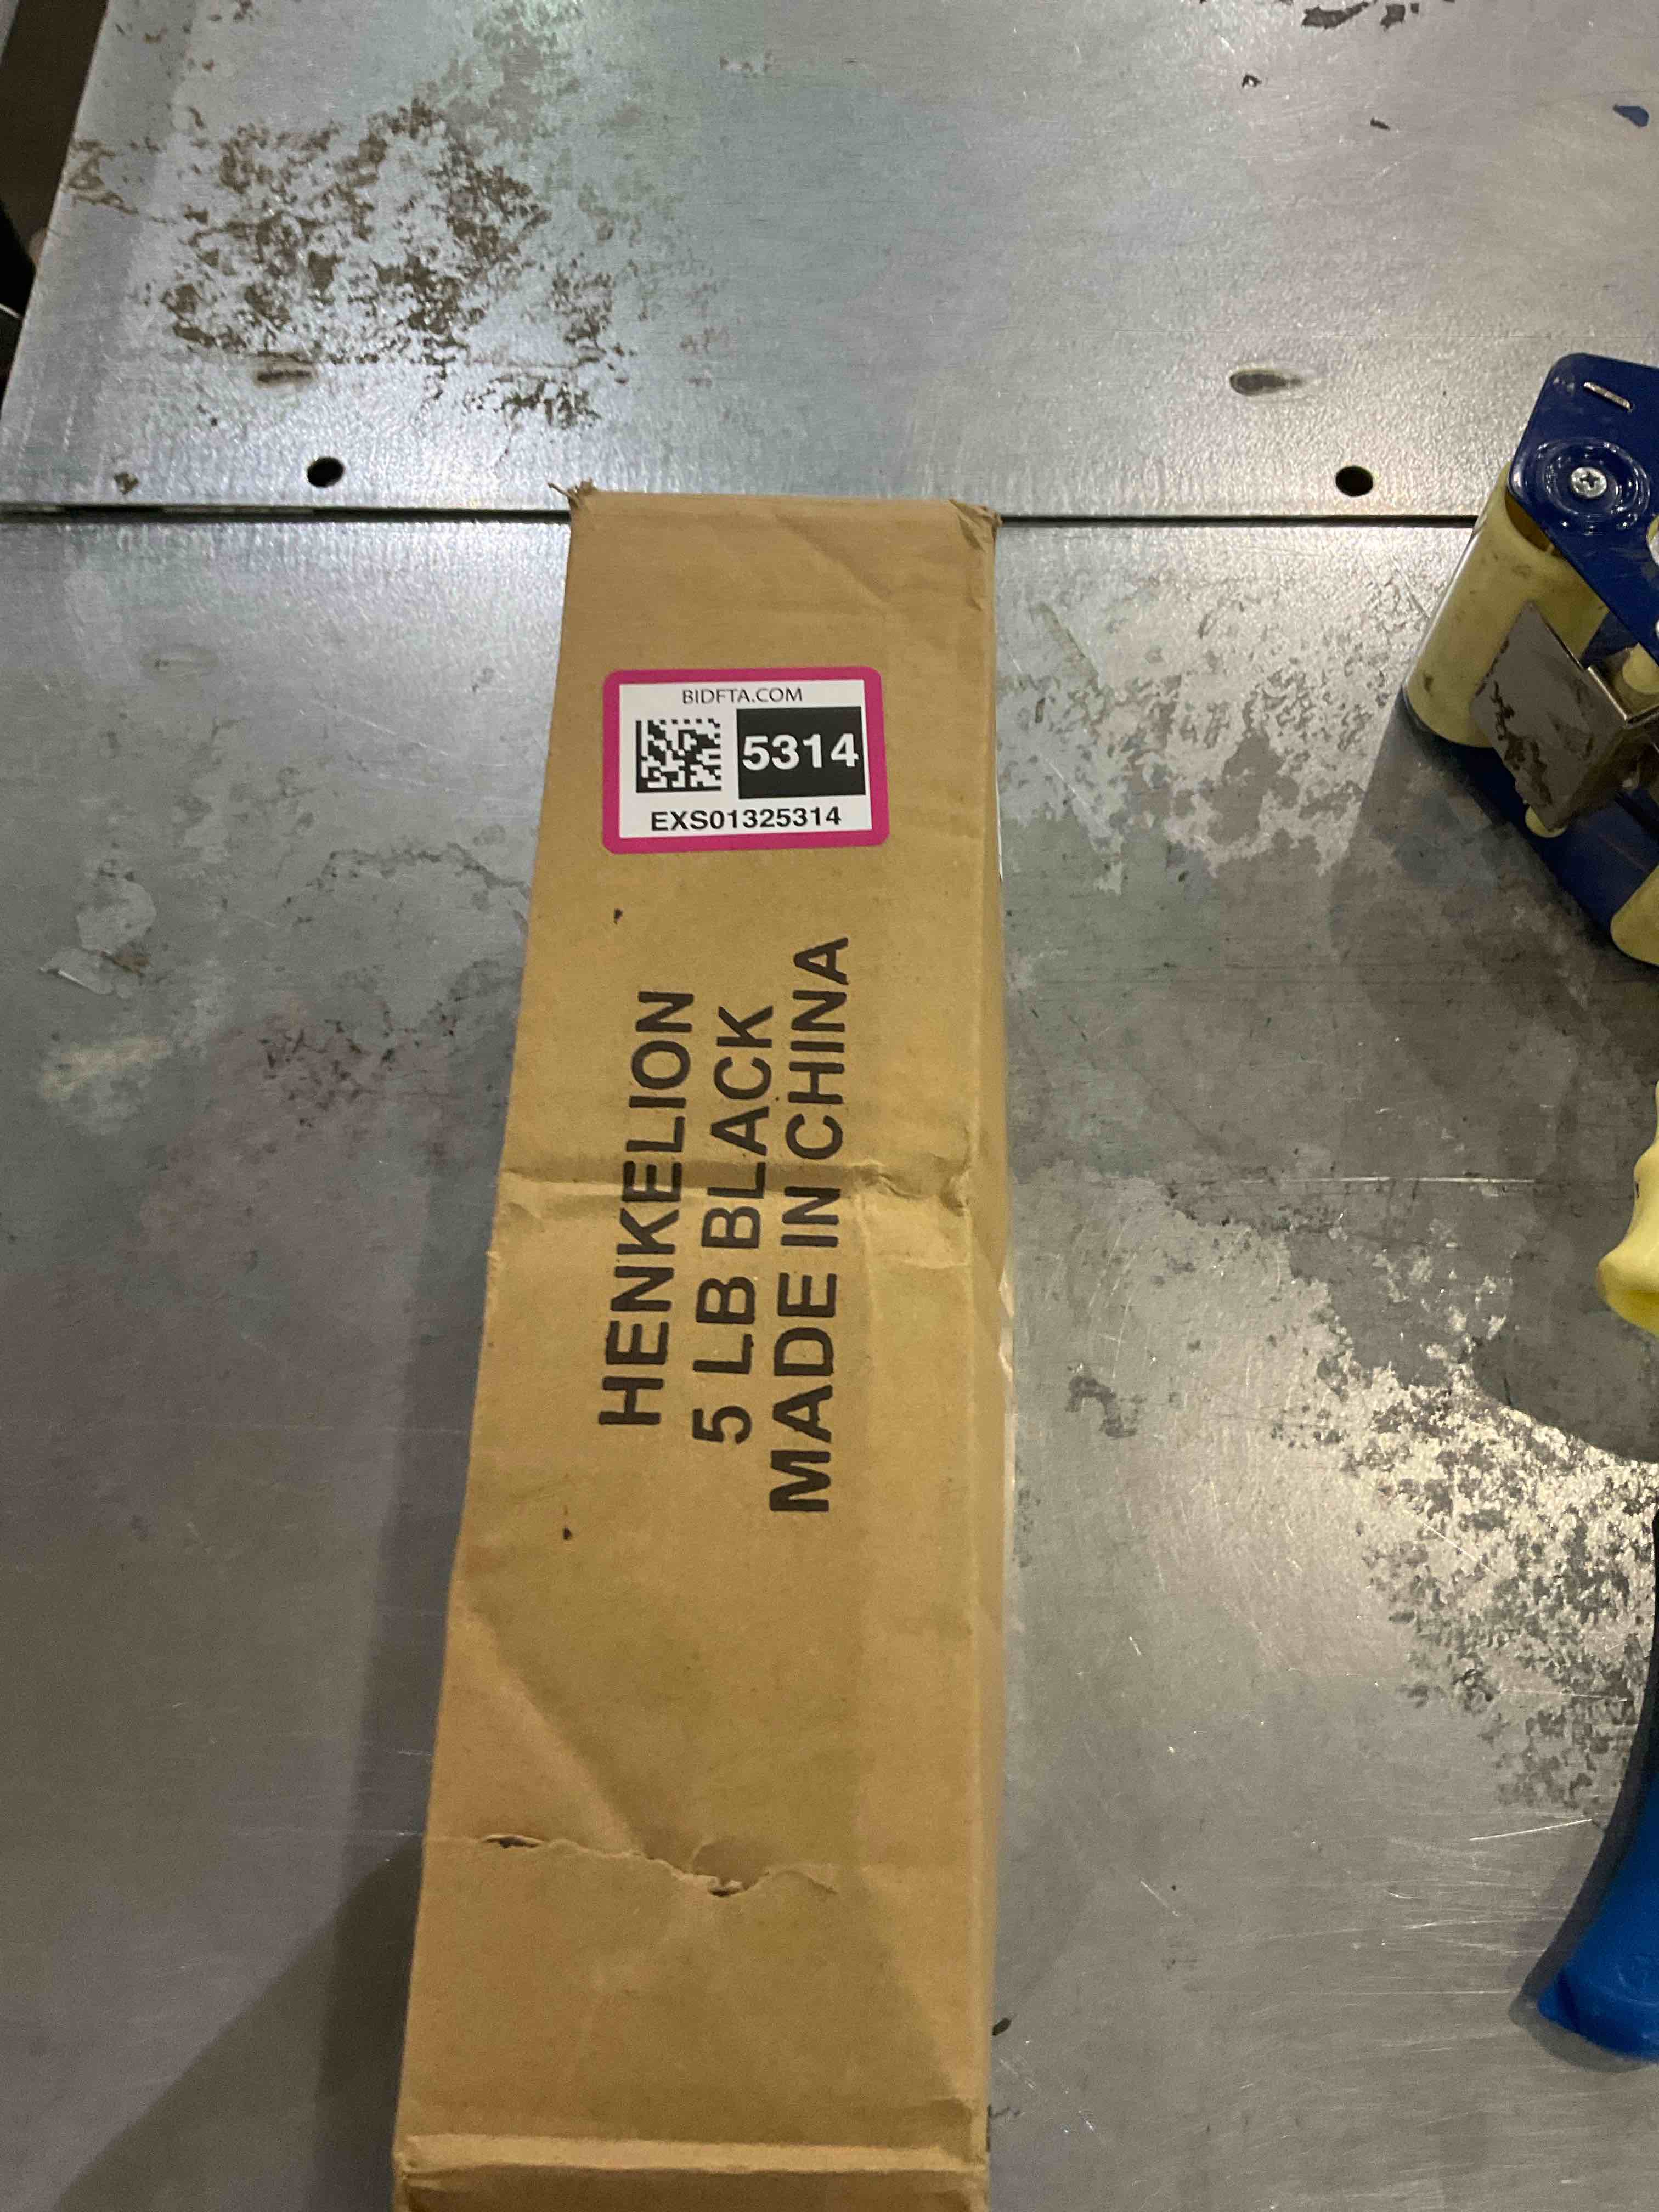 BIDFTA.COM
5314
EXS01325314
HENKELION
5 LB BLACK
MADE IN CHINA